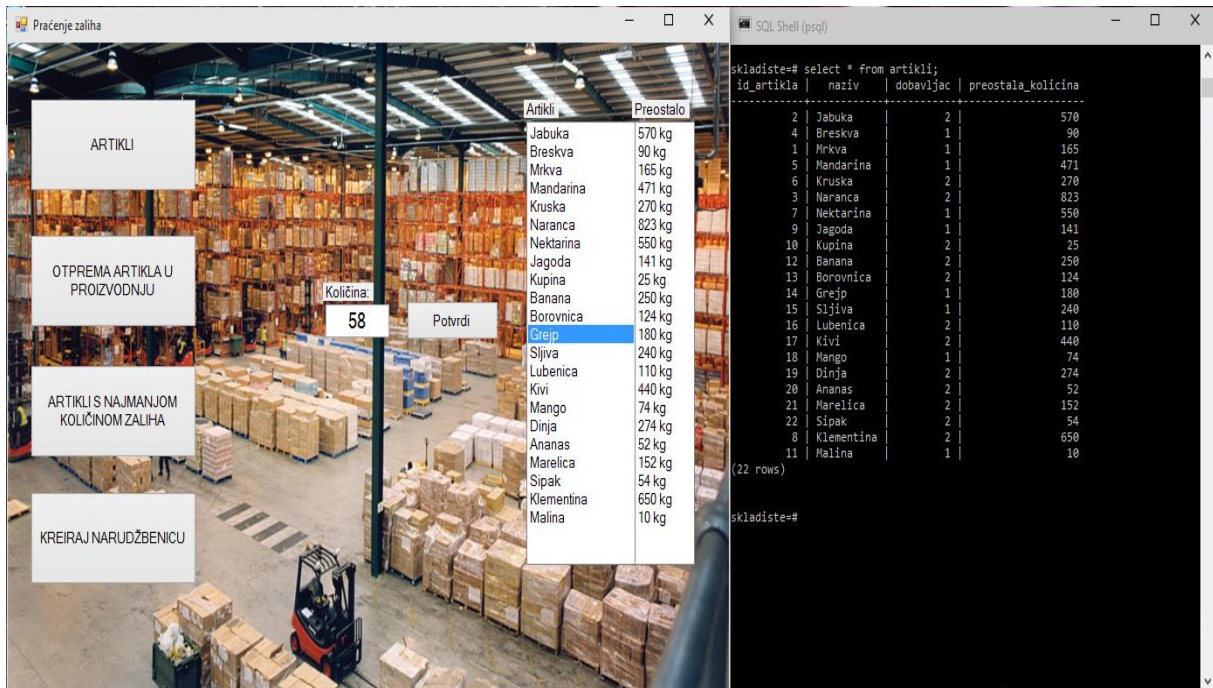 Praćenje zaliha
ARTIKLI
OTPREMA ARTIKLA U
PROIZVODNJU
ARTIKLI S NAJMANJOM
KOLIČINOM ZALIHA
KREIRAJ NARUDŽBENICU
Količina:
58
Potvrdi
Artikli Preostalo
Jabuka 570 kg
Breskva 90 kg
Mrkva 165 kg
Mandarina 471 kg
Kruska 270 kg
Naranca 823 kg
Nektarina 550 kg
Jagoda 141 kg
Kupina 25 kg
Banana 250 kg
Borovnica 124 kg
Grejp 180 kg
Sljiva 240 kg
Lubenica 110 kg
Kivi 440 kg
Mango 74 kg
Dinja 274 kg
Ananas 52 kg
Marelica 152 kg
Sipak 54 kg
Klementina 650 kg
Malina 10 kg
SQL Shell (psql)
skladiste=# select * from artikli;
id_artikla | naziv | dobavljac | preostala_kolicina
------------+------------+-----------+--------------------
2 | Jabuka | 2 | 570
4 | Breskva | 1 | 90
1 | Mrkva | 1 | 165
5 | Mandarina | 1 | 471
6 | Kruska | 2 | 270
3 | Naranca | 2 | 823
7 | Nektarina | 1 | 550
9 | Jagoda | 1 | 141
10 | Kupina | 2 | 25
12 | Banana | 2 | 250
13 | Borovnica | 2 | 124
14 | Grejp | 1 | 180
15 | Sljiva | 1 | 240
16 | Lubenica | 2 | 110
17 | Kivi | 2 | 440
18 | Mango | 1 | 74
19 | Dinja | 2 | 274
20 | Ananas | 2 | 52
21 | Marelica | 2 | 152
22 | Sipak | 2 | 54
8 | Klementina | 2 | 650
11 | Malina | 1 | 10
(22 rows)
skladiste=#